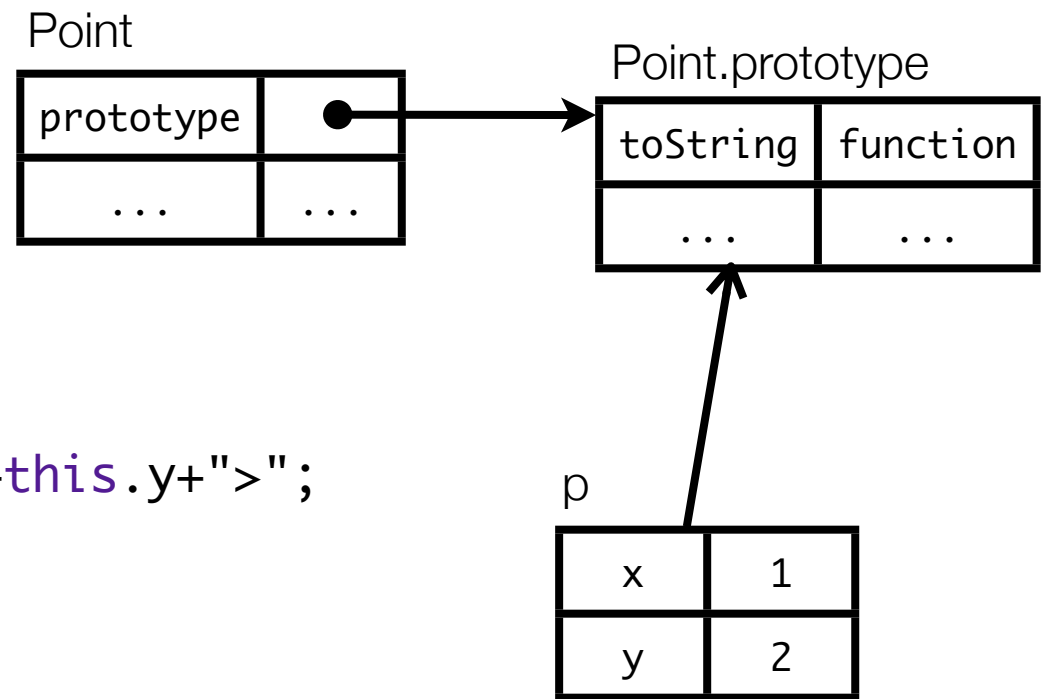 Point
Point.prototype
prototype
toString function
... ...
... ...
this.y+">";
p
x 1
y 2